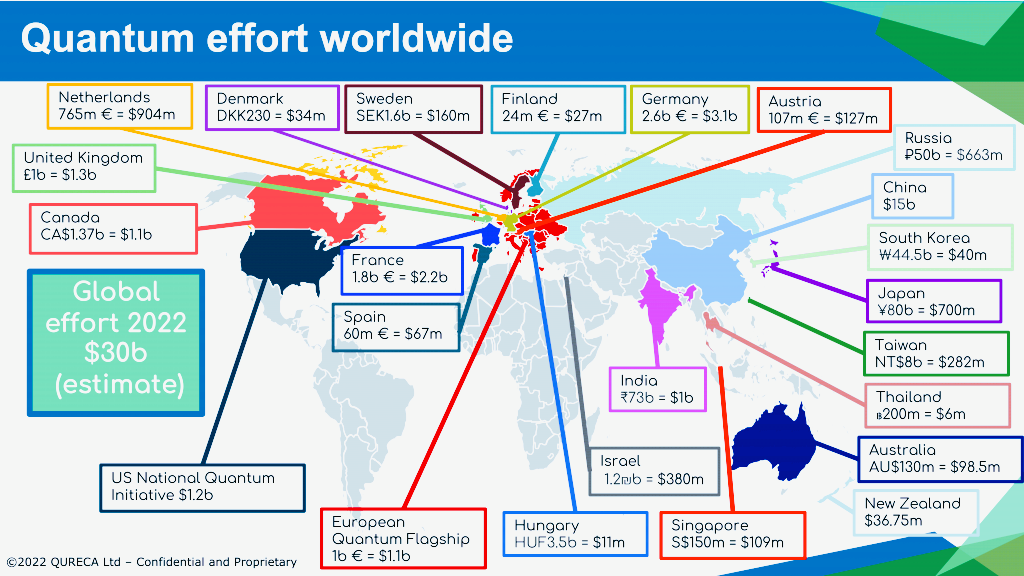 Quantum effort worldwide
Netherlands
765m € = $904m
Denmark
DKK230 = $34m
Sweden
SEK1.6b = $160m
Finland
24m € = $27m
Germany
2.6b € = $3.1b
Austria
107m € = $127m
Russia
₽50b = $663m
United Kingdom
£1b = $1.3b
China
$15b
Canada
CA$1.37b = $1.1b
South Korea
₩44.5b = $40m
France
1.8b € = $2.2b
Global
effort 2022
$30b
(estimate)
Japan
¥80b = $700m
Spain
60m € = $67m
Taiwan
NT$8b = $282m
India
₹73b = $1b
Thailand
฿200m = $6m
Australia
AU$130m = $98.5m
Israel
1.2₪b = $380m
US National Quantum
Initiative $1.2b
New Zealand
$36.75m
European
Quantum Flagship
1b € = $1.1b
Hungary
HUF3.5b = $11m
Singapore
S$150m = $109m
©2022 QURECA Ltd – Confidential and Proprietary